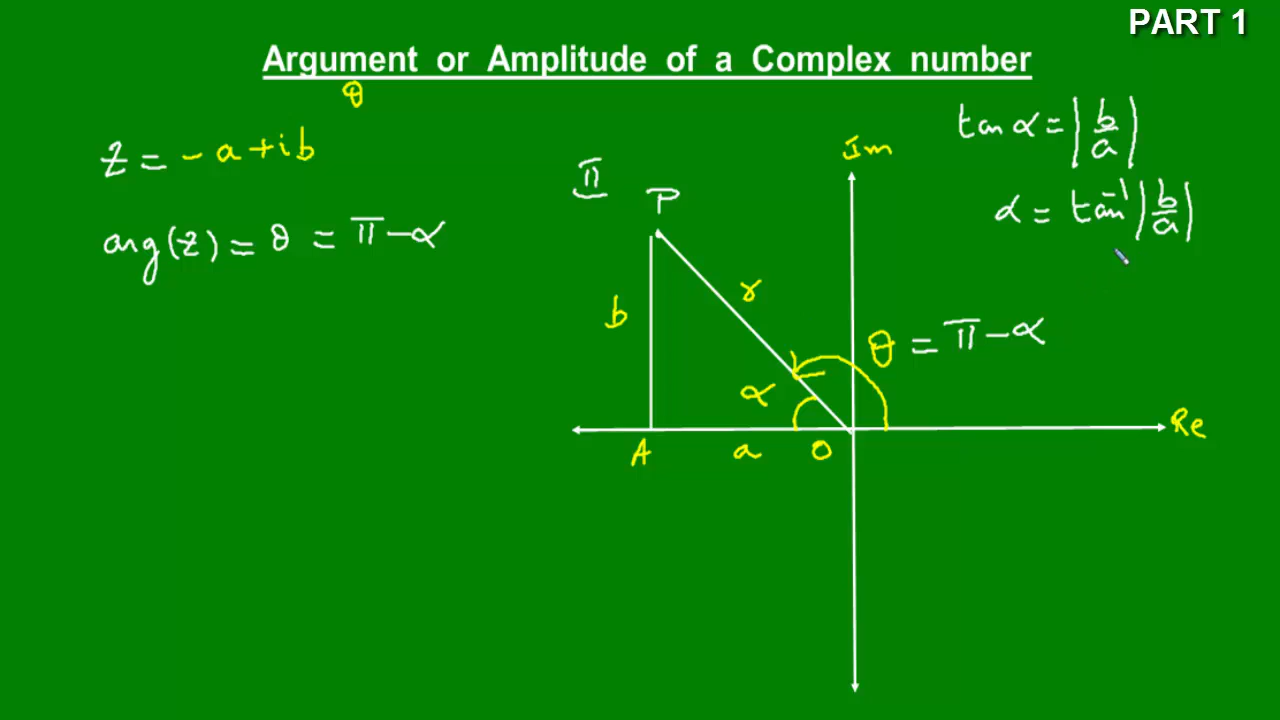 PART 1
Argument or Amplitude of a Complex number
θ
z = -a + ib
arg(z) = θ = π - α
tan α = |b/a|
α = tan⁻¹ |b/a|
Im
II
P
b
r
θ = π - α
α
Re
A
a
O